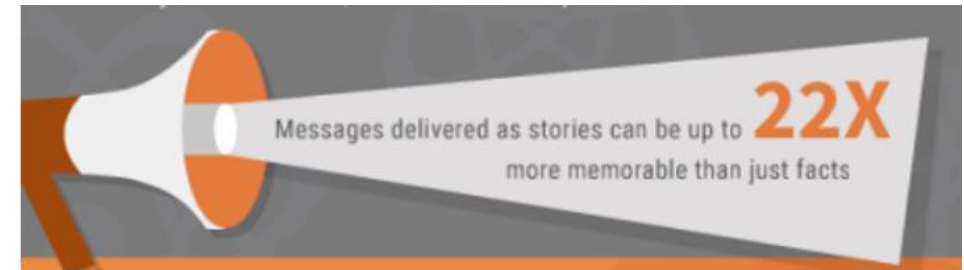 Messages delivered as stories can be up to 22X
more memorable than just facts